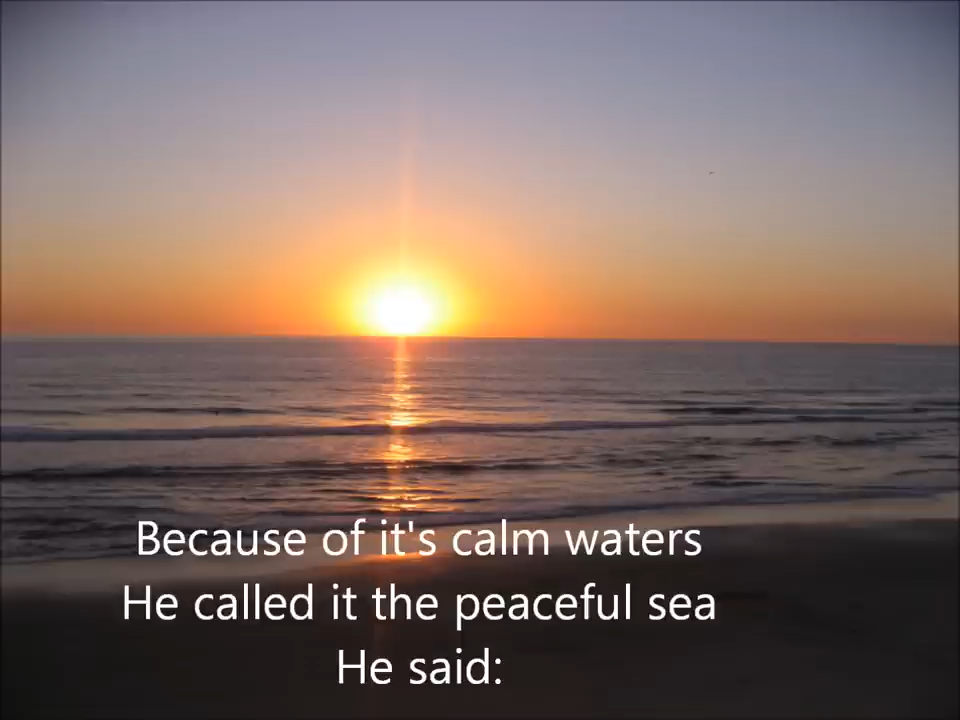 Because of it's calm waters
He called it the peaceful sea
He said: